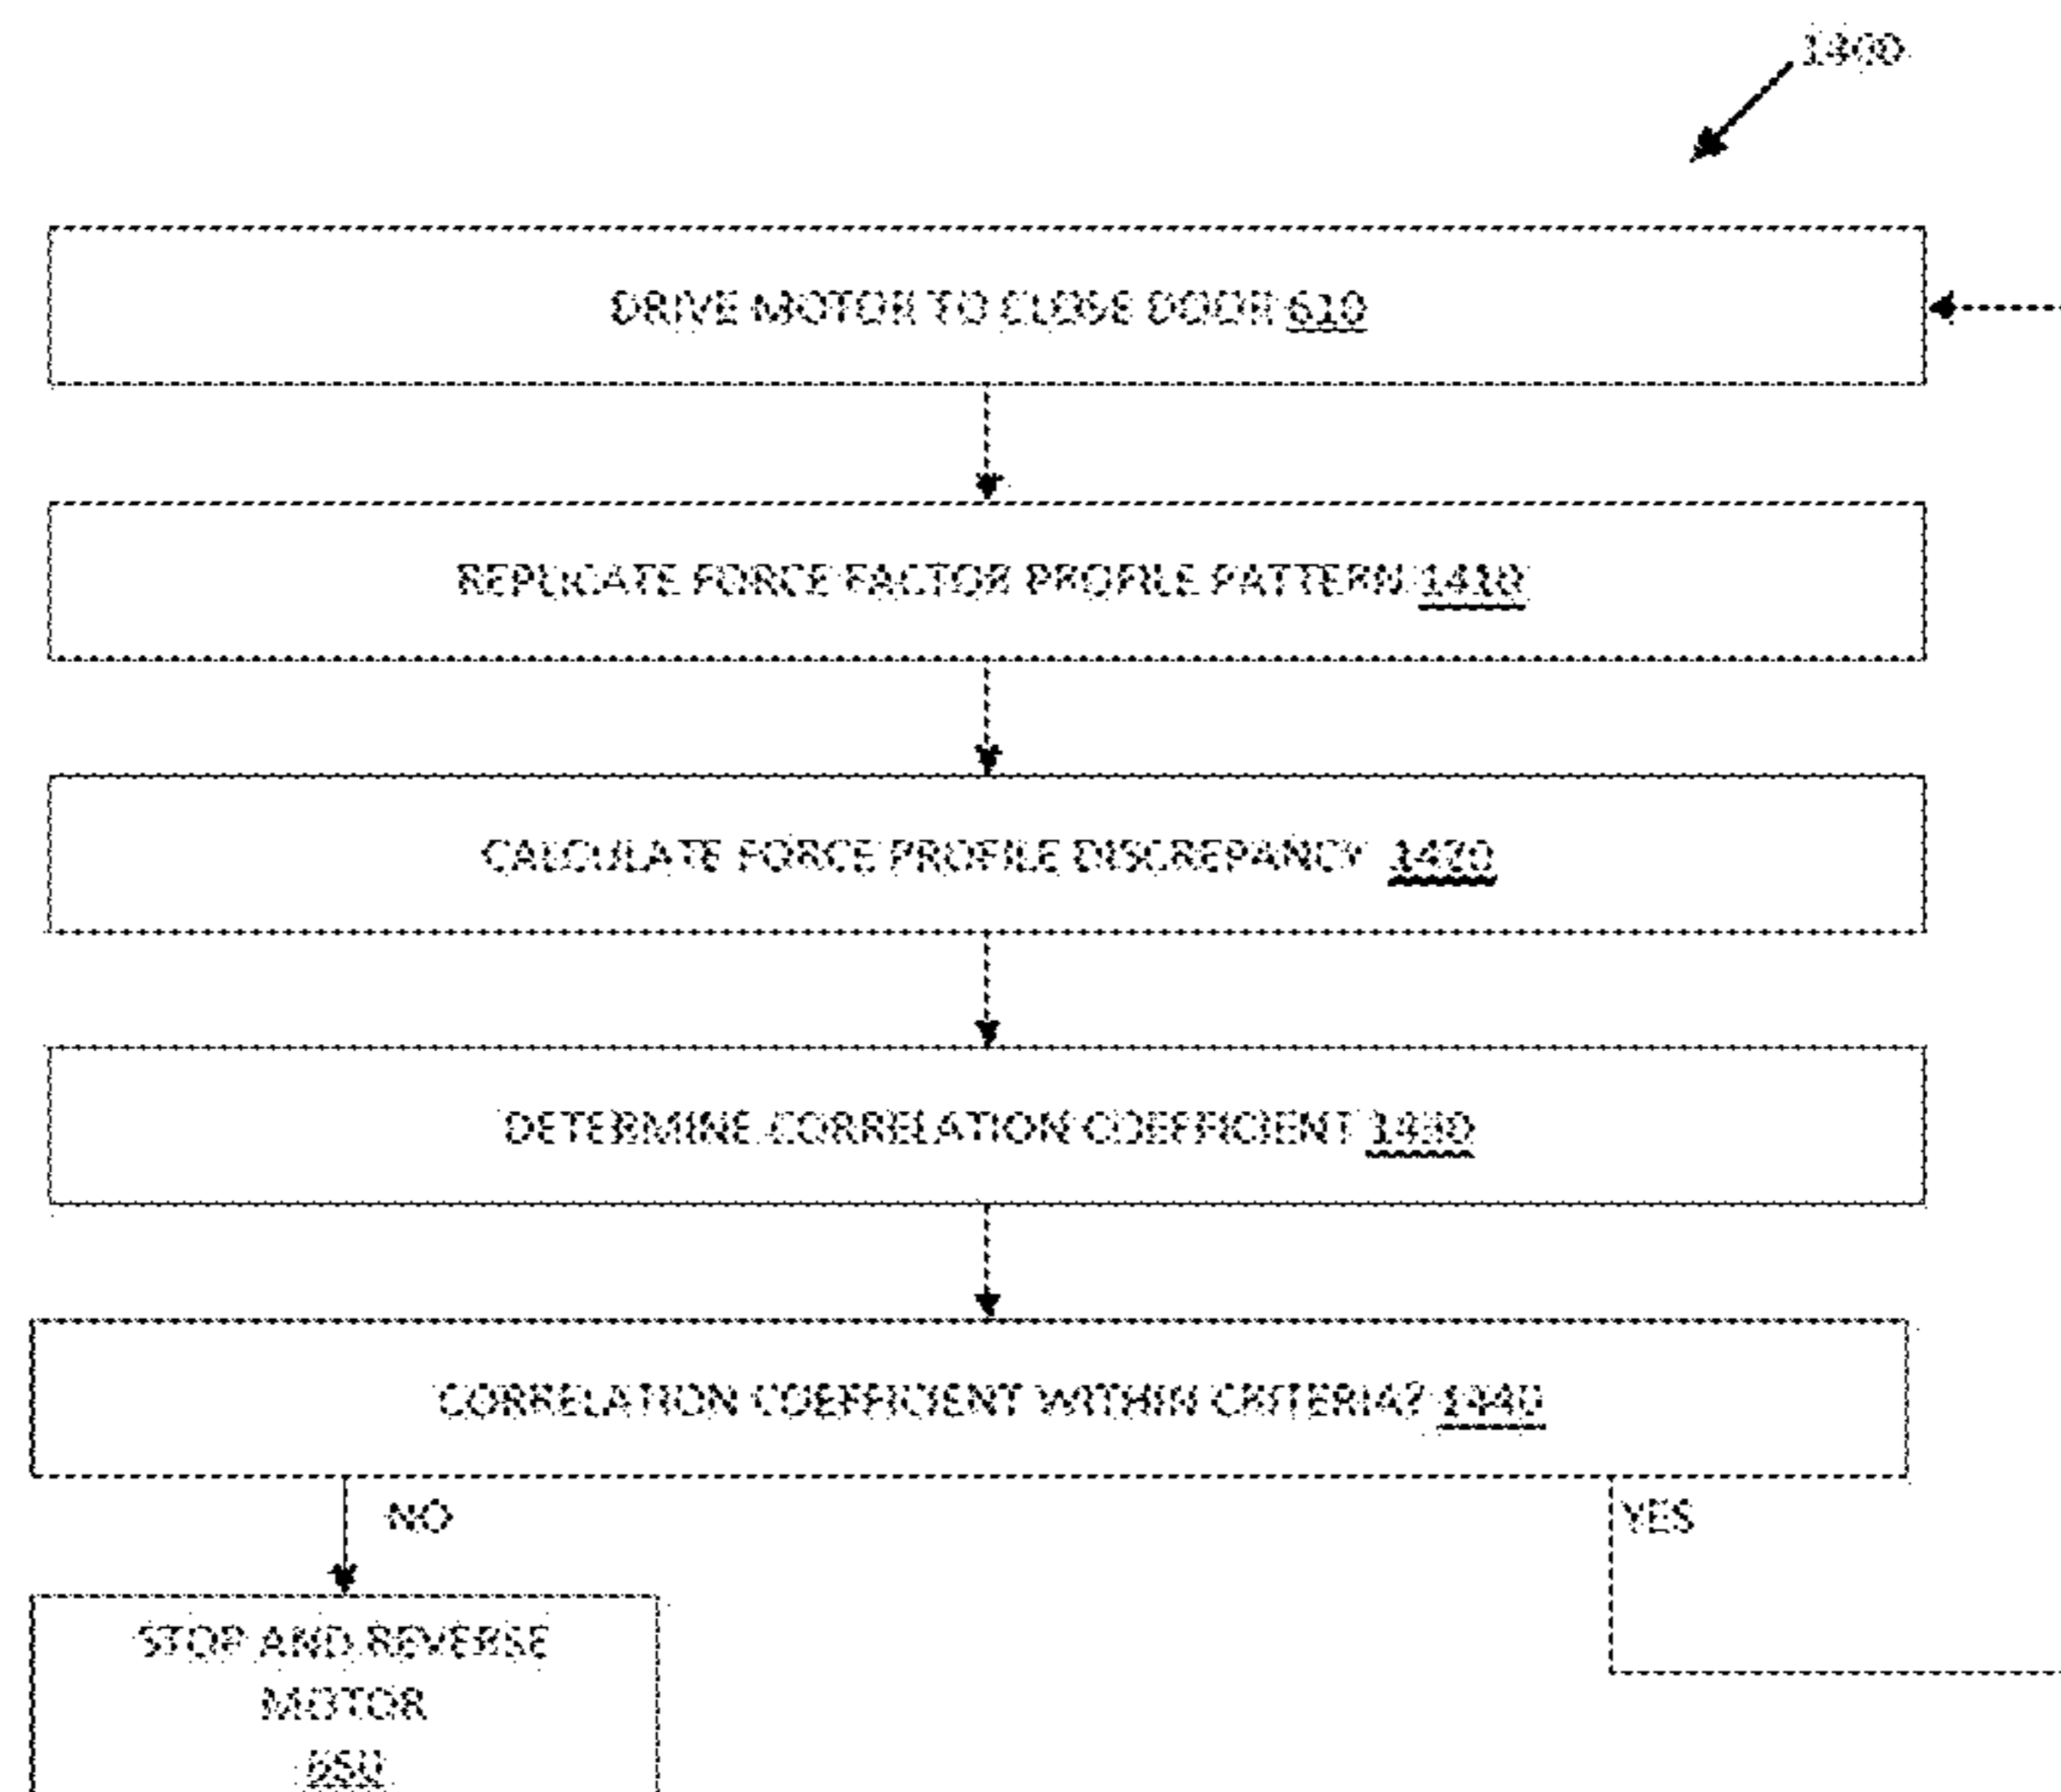 1400
DRIVE MOTOR TO CLOSE DOOR 610
REPLICATE FORCE FACTOR PROFILE PATTERN 1410
CALCULATE FORCE PROFILE DISCREPANCY 1420
DETERMINE CORRELATION COEFFICIENT 1430
CORRELATION COEFFICIENT WITHIN CRITERIA? 1440
NO
YES
STOP AND REVERSE
MOTOR
650